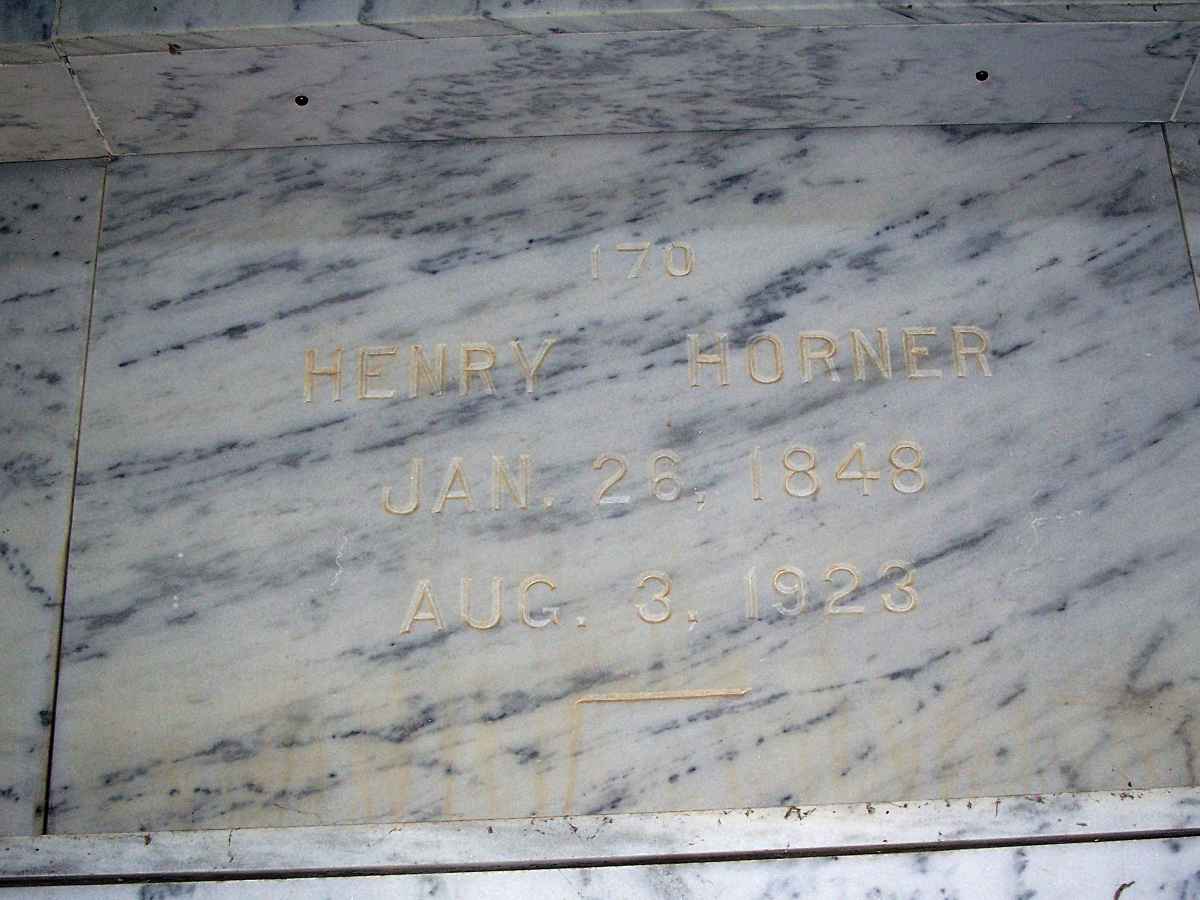 170
HENRY HORNER
JAN. 26, 1848
AUG. 3, 1923